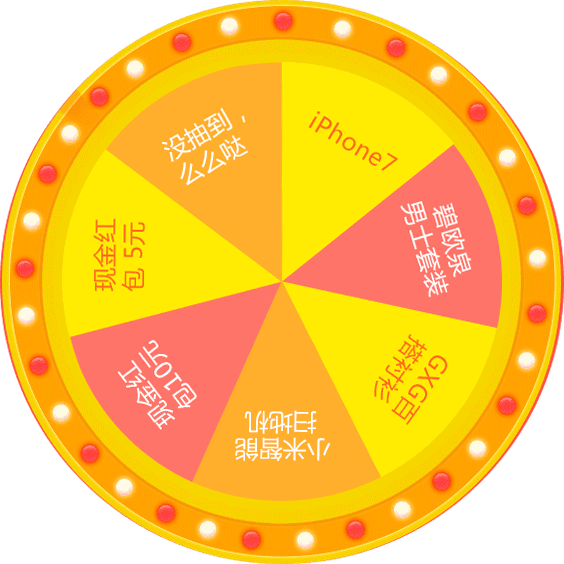 iPhone7
碧欧泉
男士套装
GXG百
搭衬衫
小米智能
扫地机
现金红
包10元
现金红
包 5元
没抽到，
么么哒